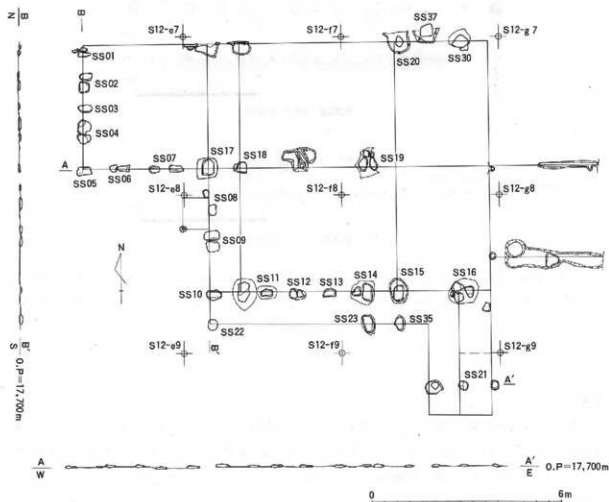 B
N
B
S12-e7
S12-f7
SS37
S12-g7
SS01
SS20
SS30
SS02
SS03
SS04
SS17
SS18
SS19
A
SS05
SS06
SS07
S12-e8
S12-f8
S12-g8
SS08
N
SS09
SS10
SS11
SS12
SS13
SS14
SS15
SS16
SS22
SS23
SS35
B'
S
O.P=17,700m
S12-e9
B'
S12-f9
S12-g9
SS21
A'
A
W
A'
E
O.P=17,700m
0
6m